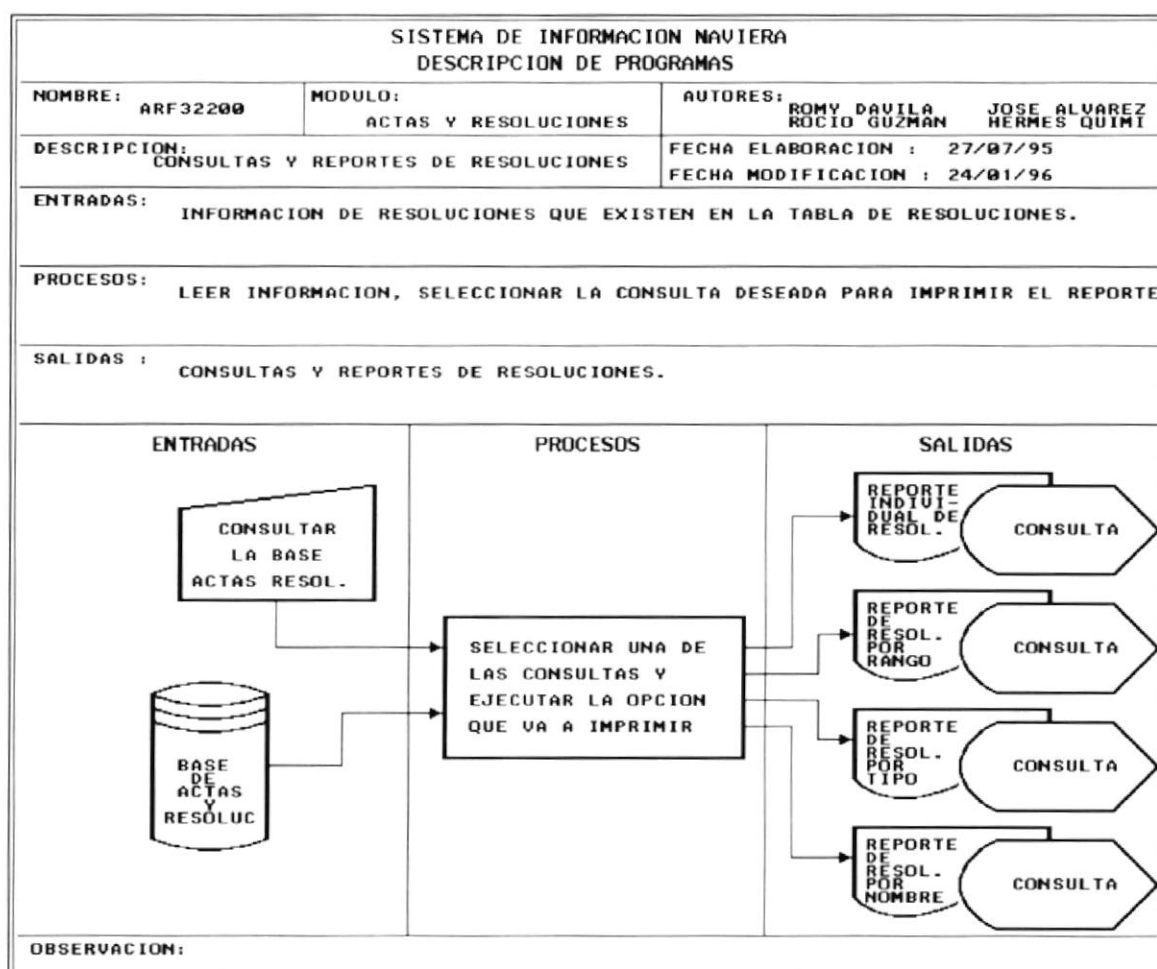 SISTEMA DE INFORMACION NAVIERA
DESCRIPCION DE PROGRAMAS
NOMBRE:
ARF32200
MODULO:
ACTAS Y RESOLUCIONES
AUTORES:
ROMY DAVILA JOSE ALVAREZ
ROCIO GUZMAN HERMES QUIMI
DESCRIPCION:
CONSULTAS Y REPORTES DE RESOLUCIONES
FECHA ELABORACION : 27/07/95
FECHA MODIFICACION : 24/01/96
ENTRADAS:
INFORMACION DE RESOLUCIONES QUE EXISTEN EN LA TABLA DE RESOLUCIONES.
PROCESOS:
LEER INFORMACION, SELECCIONAR LA CONSULTA DESEADA PARA IMPRIMIR EL REPORTE
SALIDAS :
CONSULTAS Y REPORTES DE RESOLUCIONES.
ENTRADAS
PROCESOS
SALIDAS
CONSULTAR
LA BASE
ACTAS RESOL.
BASE
DE
ACTAS
Y
RESOLUC
SELECCIONAR UNA DE
LAS CONSULTAS Y
EJECUTAR LA OPCION
QUE VA A IMPRIMIR
REPORTE
INDIVI-
DUAL DE
RESOL.
CONSULTA
REPORTE
DE
RESOL.
POR
RANGO
CONSULTA
REPORTE
DE
RESOL.
POR
TIPO
CONSULTA
REPORTE
DE
RESOL.
POR
NOMBRE
CONSULTA
OBSERVACION: